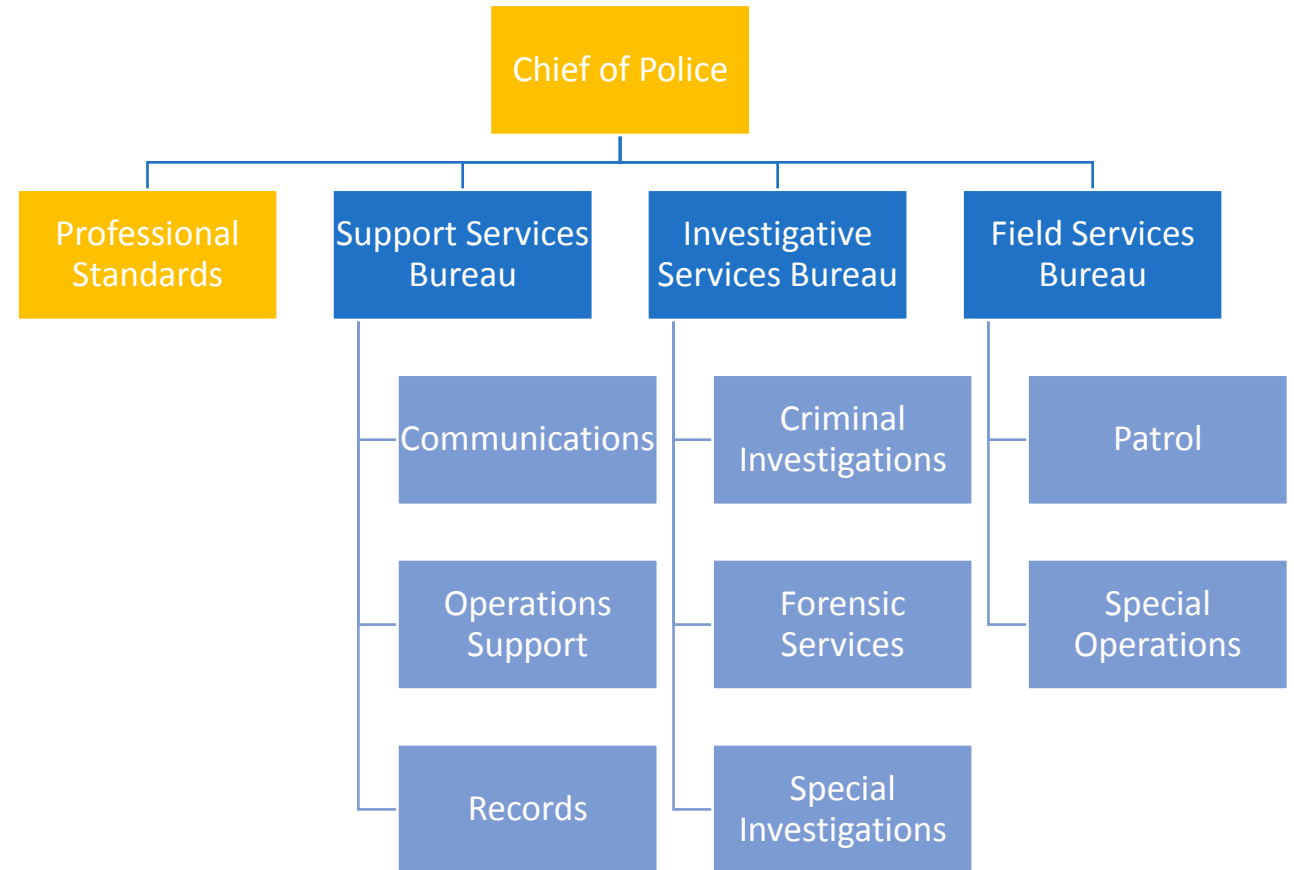 Chief of Police
Professional
Standards
Support Services
Bureau
Investigative
Services Bureau
Field Services
Bureau
Communications
Operations
Support
Records
Criminal
Investigations
Forensic
Services
Special
Investigations
Patrol
Special
Operations